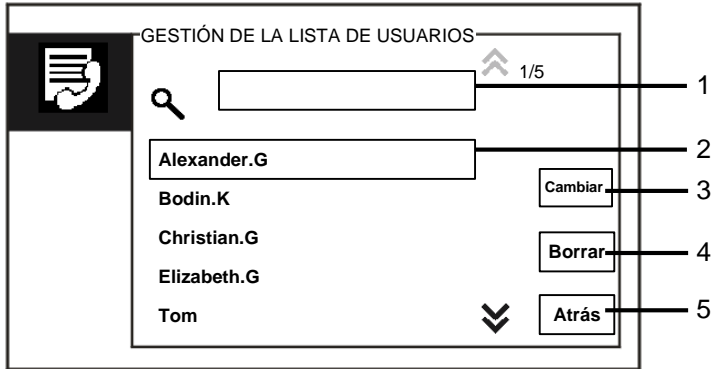 GESTIÓN DE LA LISTA DE USUARIOS
1/5
1
Alexander.G
2
Bodin.K
Cambiar
3
Christian.G
Borrar
4
Elizabeth.G
Tom
Atrás
5